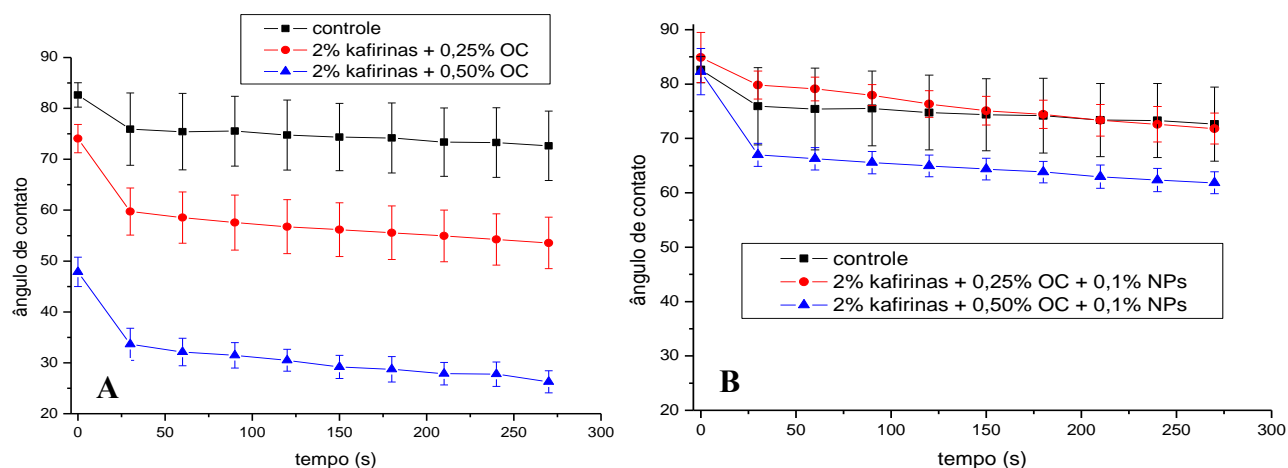 controle
2% kafirinas + 0,25% OC
2% kafirinas + 0,50% OC
ângulo de contato
90
80
70
60
50
40
30
20
A
0
50
100
150
200
250
300
tempo (s)
ângulo de contato
90
80
70
60
50
40
30
20
controle
2% kafirinas + 0,25% OC + 0,1% NPs
2% kafirinas + 0,50% OC + 0,1% NPs
B
0
50
100
150
200
250
300
tempo (s)